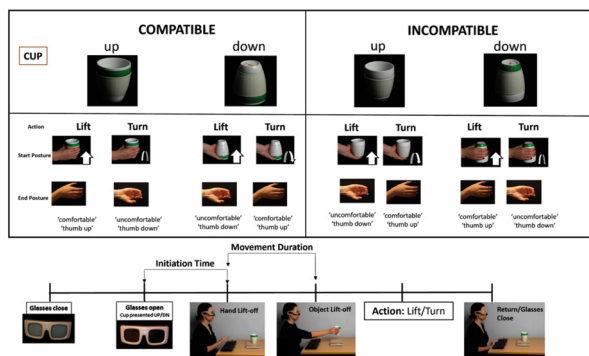 COMPATIBLE
INCOMPATIBLE
up
down
up
down
CUP
Action
Lift
Turn
Lift
Turn
Lift
Turn
Lift
Turn
Start Posture
End Posture
'comfortable'
'thumb up'
'uncomfortable'
'thumb down'
'uncomfortable'
'thumb down'
'comfortable'
'thumb up'
'uncomfortable'
'thumb down'
'comfortable'
'thumb up'
'comfortable'
'thumb up'
'uncomfortable'
'thumb down'
Movement Duration
Initiation Time
Glasses close
Glasses open
Cup presented UP/DN
Hand Lift-off
Object Lift-off
Action: Lift/Turn
Return/Glasses
Close